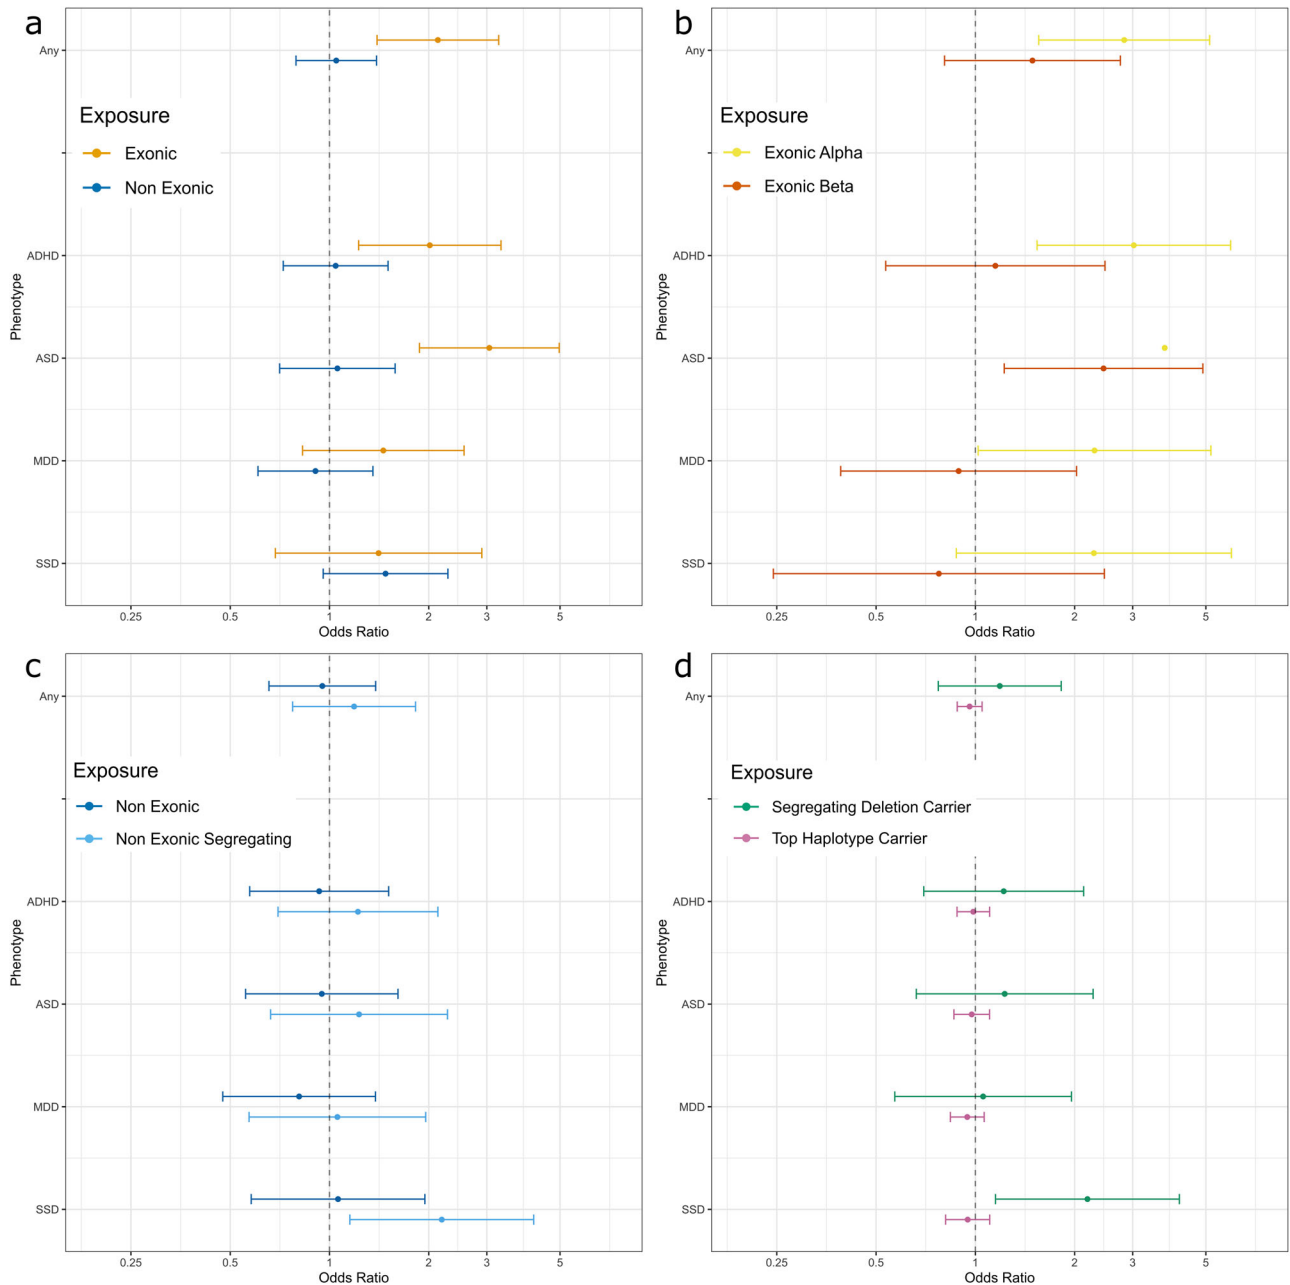 a
Any
Exposure
Exonic
Non Exonic
ADHD
Phenotype
ASD
MDD
SSD
0.25 0.5 1 2 3 5
Odds Ratio
b
Any
Exposure
Exonic Alpha
Exonic Beta
ADHD
Phenotype
ASD
MDD
SSD
0.25 0.5 1 2 3 5
Odds Ratio
c
Any
Exposure
Non Exonic
Non Exonic Segregating
ADHD
Phenotype
ASD
MDD
SSD
0.25 0.5 1 2 3 5
Odds Ratio
d
Any
Exposure
Segregating Deletion Carrier
Top Haplotype Carrier
ADHD
Phenotype
ASD
MDD
SSD
0.25 0.5 1 2 3 5
Odds Ratio